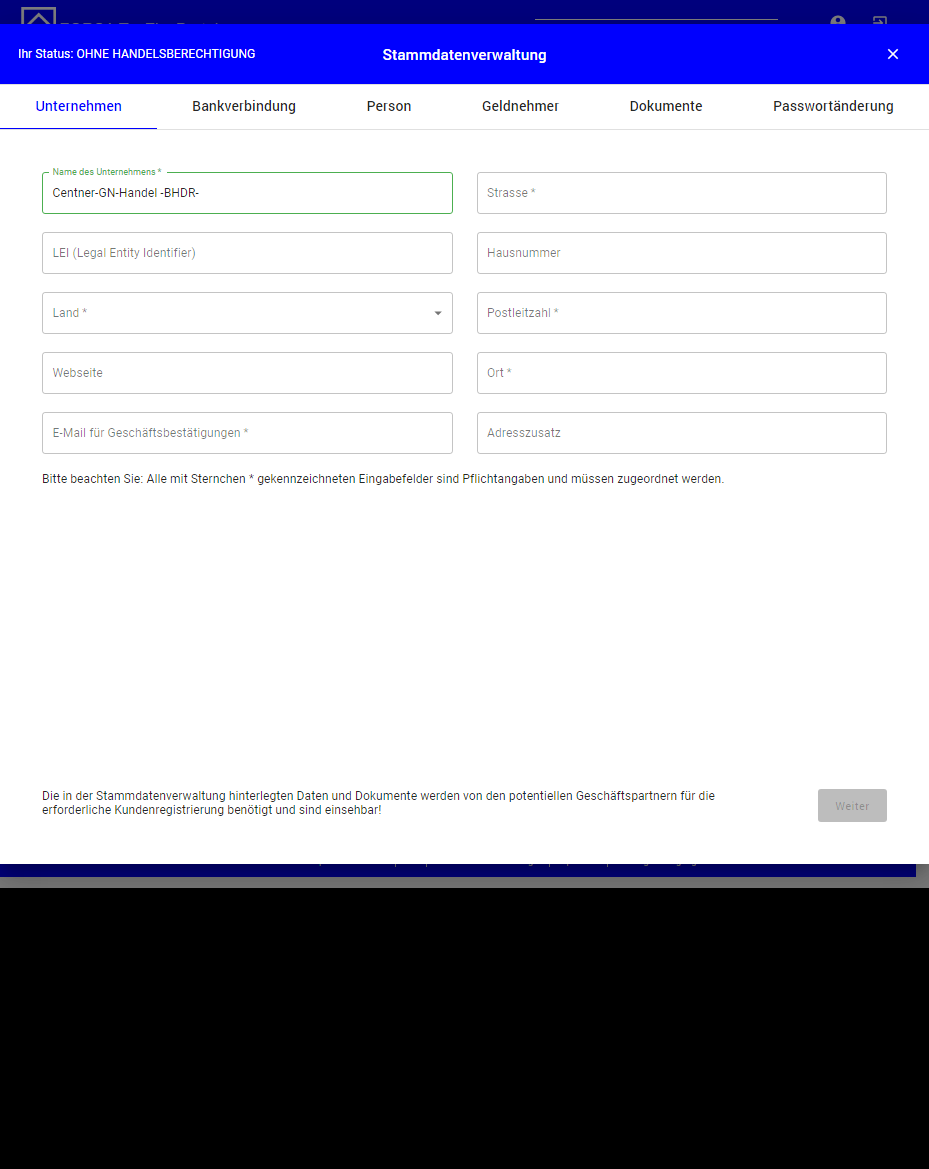 Ihr Status: OHNE HANDELSBERECHTIGUNG
Stammdatenverwaltung
Unternehmen
Bankverbindung
Person
Geldnehmer
Dokumente
Passwortänderung
Name des Unternehmens *
Centner-GN-Handel -BHDR-
Strasse *
LEI (Legal Entity Identifier)
Hausnummer
Land *
Postleitzahl *
Webseite
Ort *
E-Mail für Geschäftsbestätigungen *
Adresszusatz
Bitte beachten Sie: Alle mit Sternchen * gekennzeichneten Eingabefelder sind Pflichtangaben und müssen zugeordnet werden.
Die in der Stammdatenverwaltung hinterlegten Daten und Dokumente werden von den potentiellen Geschäftspartnern für die
erforderliche Kundenregistrierung benötigt und sind einsehbar!
Weiter